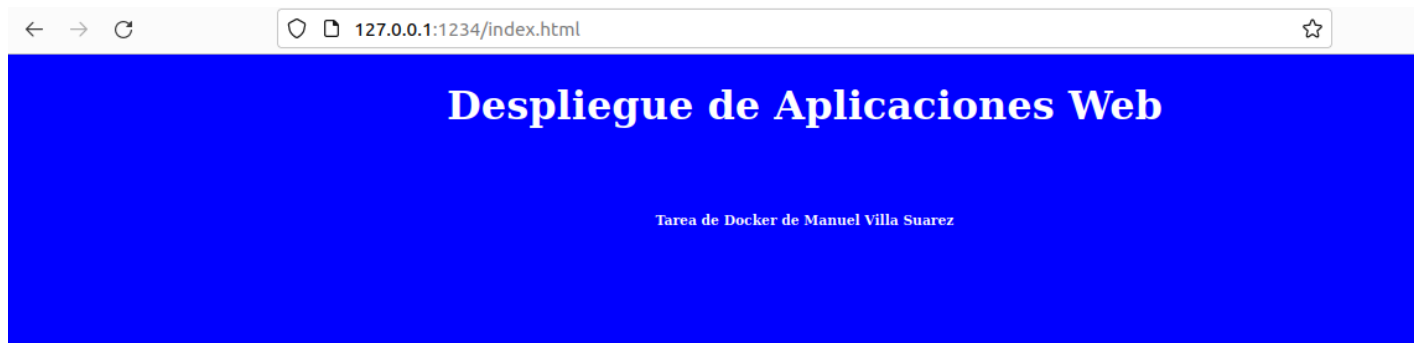 127.0.0.1:1234/index.html
Despliegue de Aplicaciones Web
Tarea de Docker de Manuel Villa Suarez